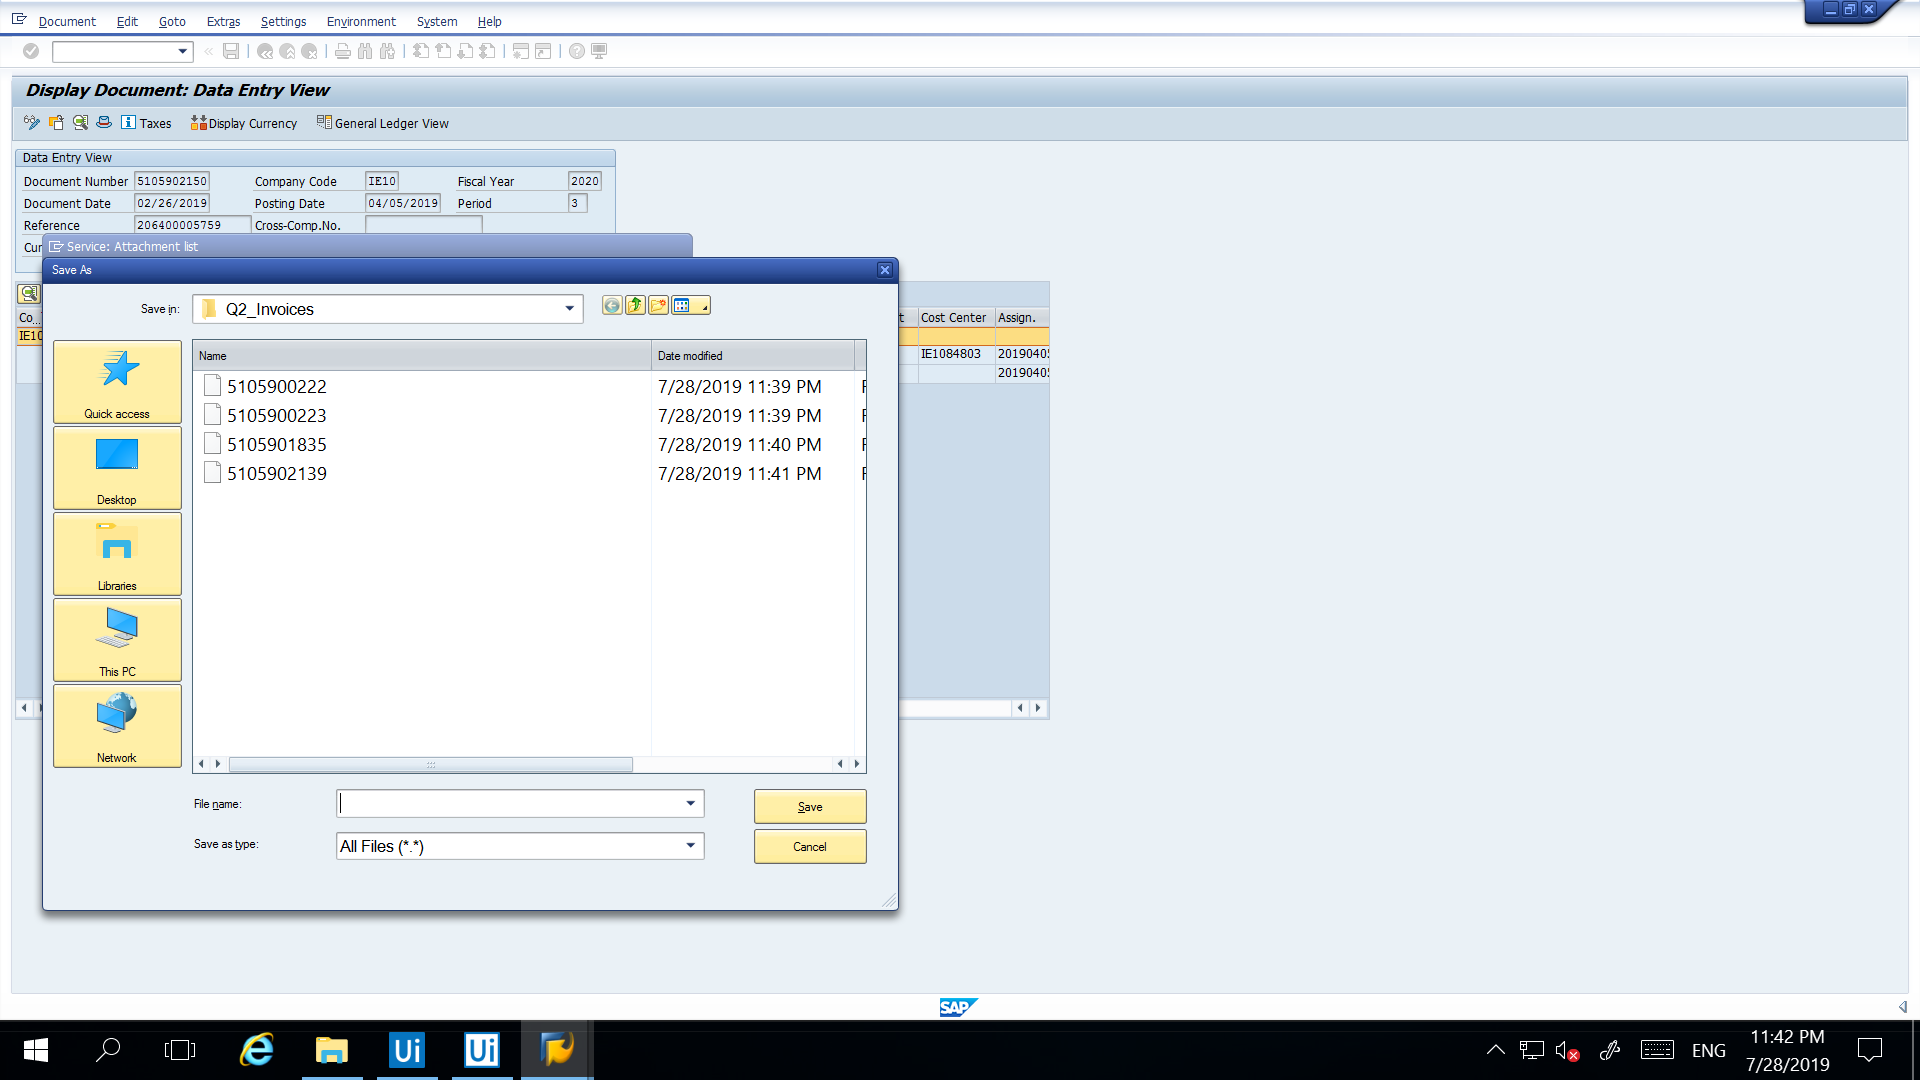 Document Edit Goto Extras Settings Environment System Help
Display Document: Data Entry View
Taxes Display Currency General Ledger View
Data Entry View
Document Number 5105902150 Company Code IE10 Fiscal Year 2020
Document Date 02/26/2019 Posting Date 04/05/2019 Period 3
Reference 206400005759 Cross-Comp.No.
Cur
Service: Attachment list
Save As
Save in: Q2_Invoices
Co... t Cost Center Assign.
IE10
IE1084803 20190405
20190405
Name Date modified
5105900222 7/28/2019 11:39 PM
5105900223 7/28/2019 11:39 PM
5105901835 7/28/2019 11:40 PM
5105902139 7/28/2019 11:41 PM
Quick access
Desktop
Libraries
This PC
Network
File name: Save
Save as type: All Files (*.*) Cancel
SAP
Ui Ui
ENG
11:42 PM
7/28/2019